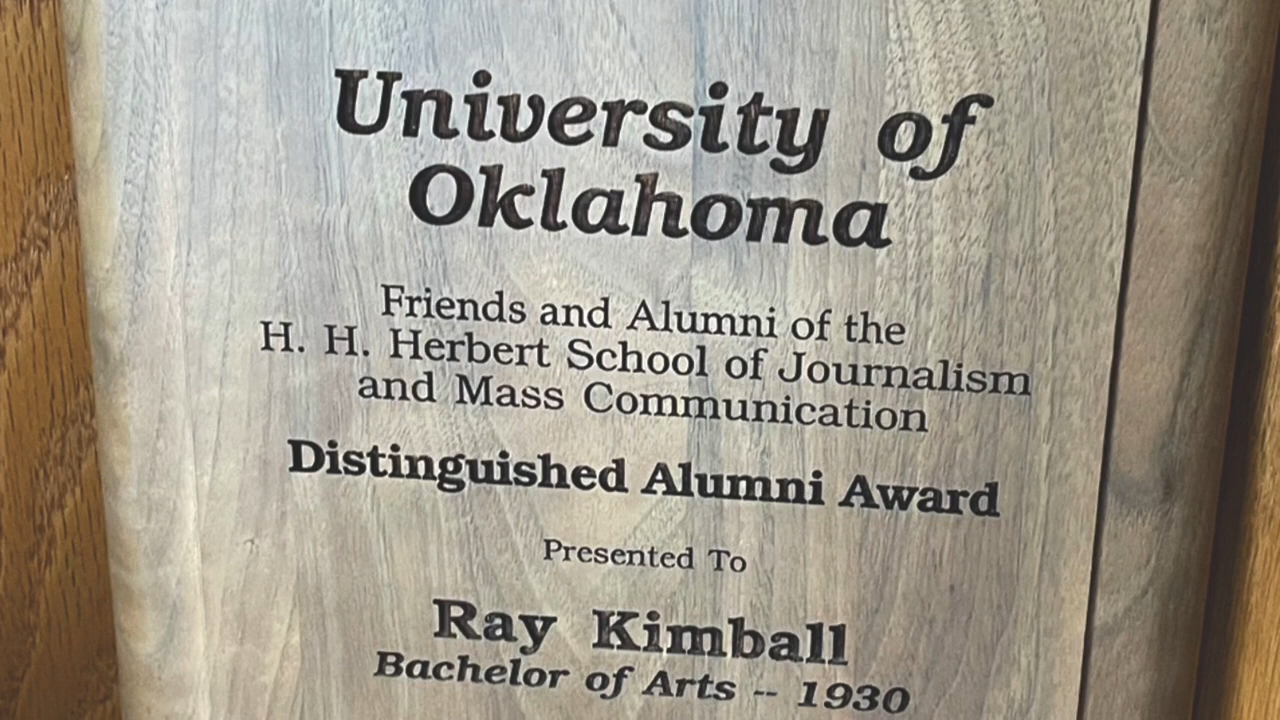 University of
Oklahoma
Friends and Alumni of the
H. H. Herbert School of Journalism
and Mass Communication
Distinguished Alumni Award
Presented To
Ray Kimball
Bachelor of Arts -- 1930